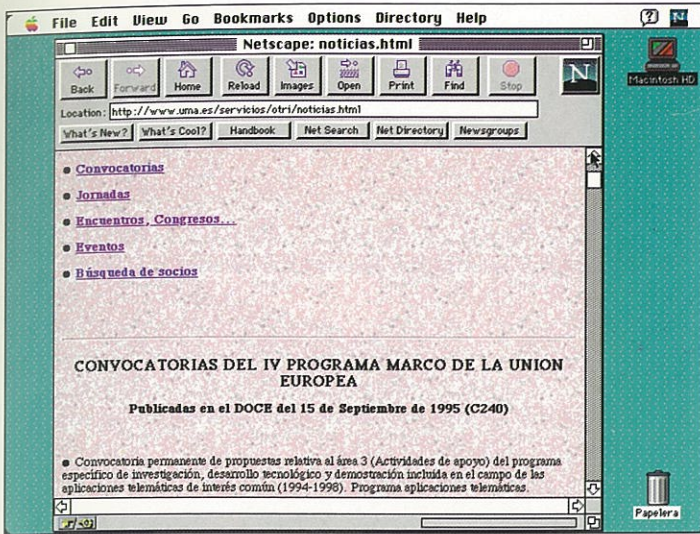 File Edit View Go Bookmarks Options Directory Help
Netscape: noticias.html
Back Forward Home Reload Images Open Print Find Stop
N
Macintosh HD
Location: http://www.uma.es/servicios/otri/noticias.html
What's New? What's Cool? Handbook Net Search Net Directory Newsgroups
Convocatorias
Jornadas
Encuentros, Congresos...
Eventos
Búsqueda de socios
CONVOCATORIAS DEL IV PROGRAMA MARCO DE LA UNION
EUROPEA
Publicadas en el DOCE del 15 de Septiembre de 1995 (C240)
Convocatoria permanente de propuestas relativa al área 3 (Actividades de apoyo) del programa
específico de investigación, desarrollo tecnológico y demostración incluida en el campo de las
aplicaciones telemáticas de interés común (1994-1998). Programa aplicaciones telemáticas.
Papelera